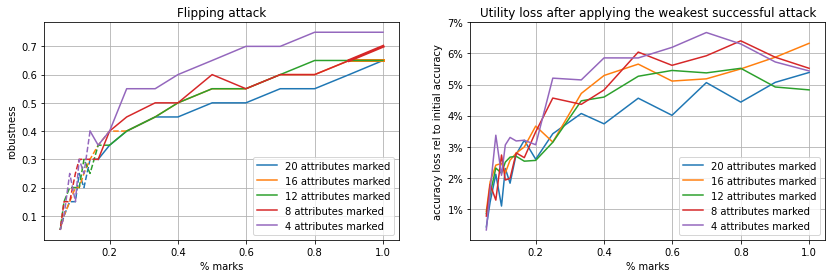 Flipping attack
robustness
0.7
0.6
0.5
0.4
0.3
0.2
0.1
0.2
0.4
0.6
0.8
1.0
% marks
20 attributes marked
16 attributes marked
12 attributes marked
8 attributes marked
4 attributes marked
Utility loss after applying the weakest successful attack
accuracy loss rel to initial accuracy
7%
6%
5%
4%
3%
2%
1%
0.2
0.4
0.6
0.8
1.0
% marks
20 attributes marked
16 attributes marked
12 attributes marked
8 attributes marked
4 attributes marked